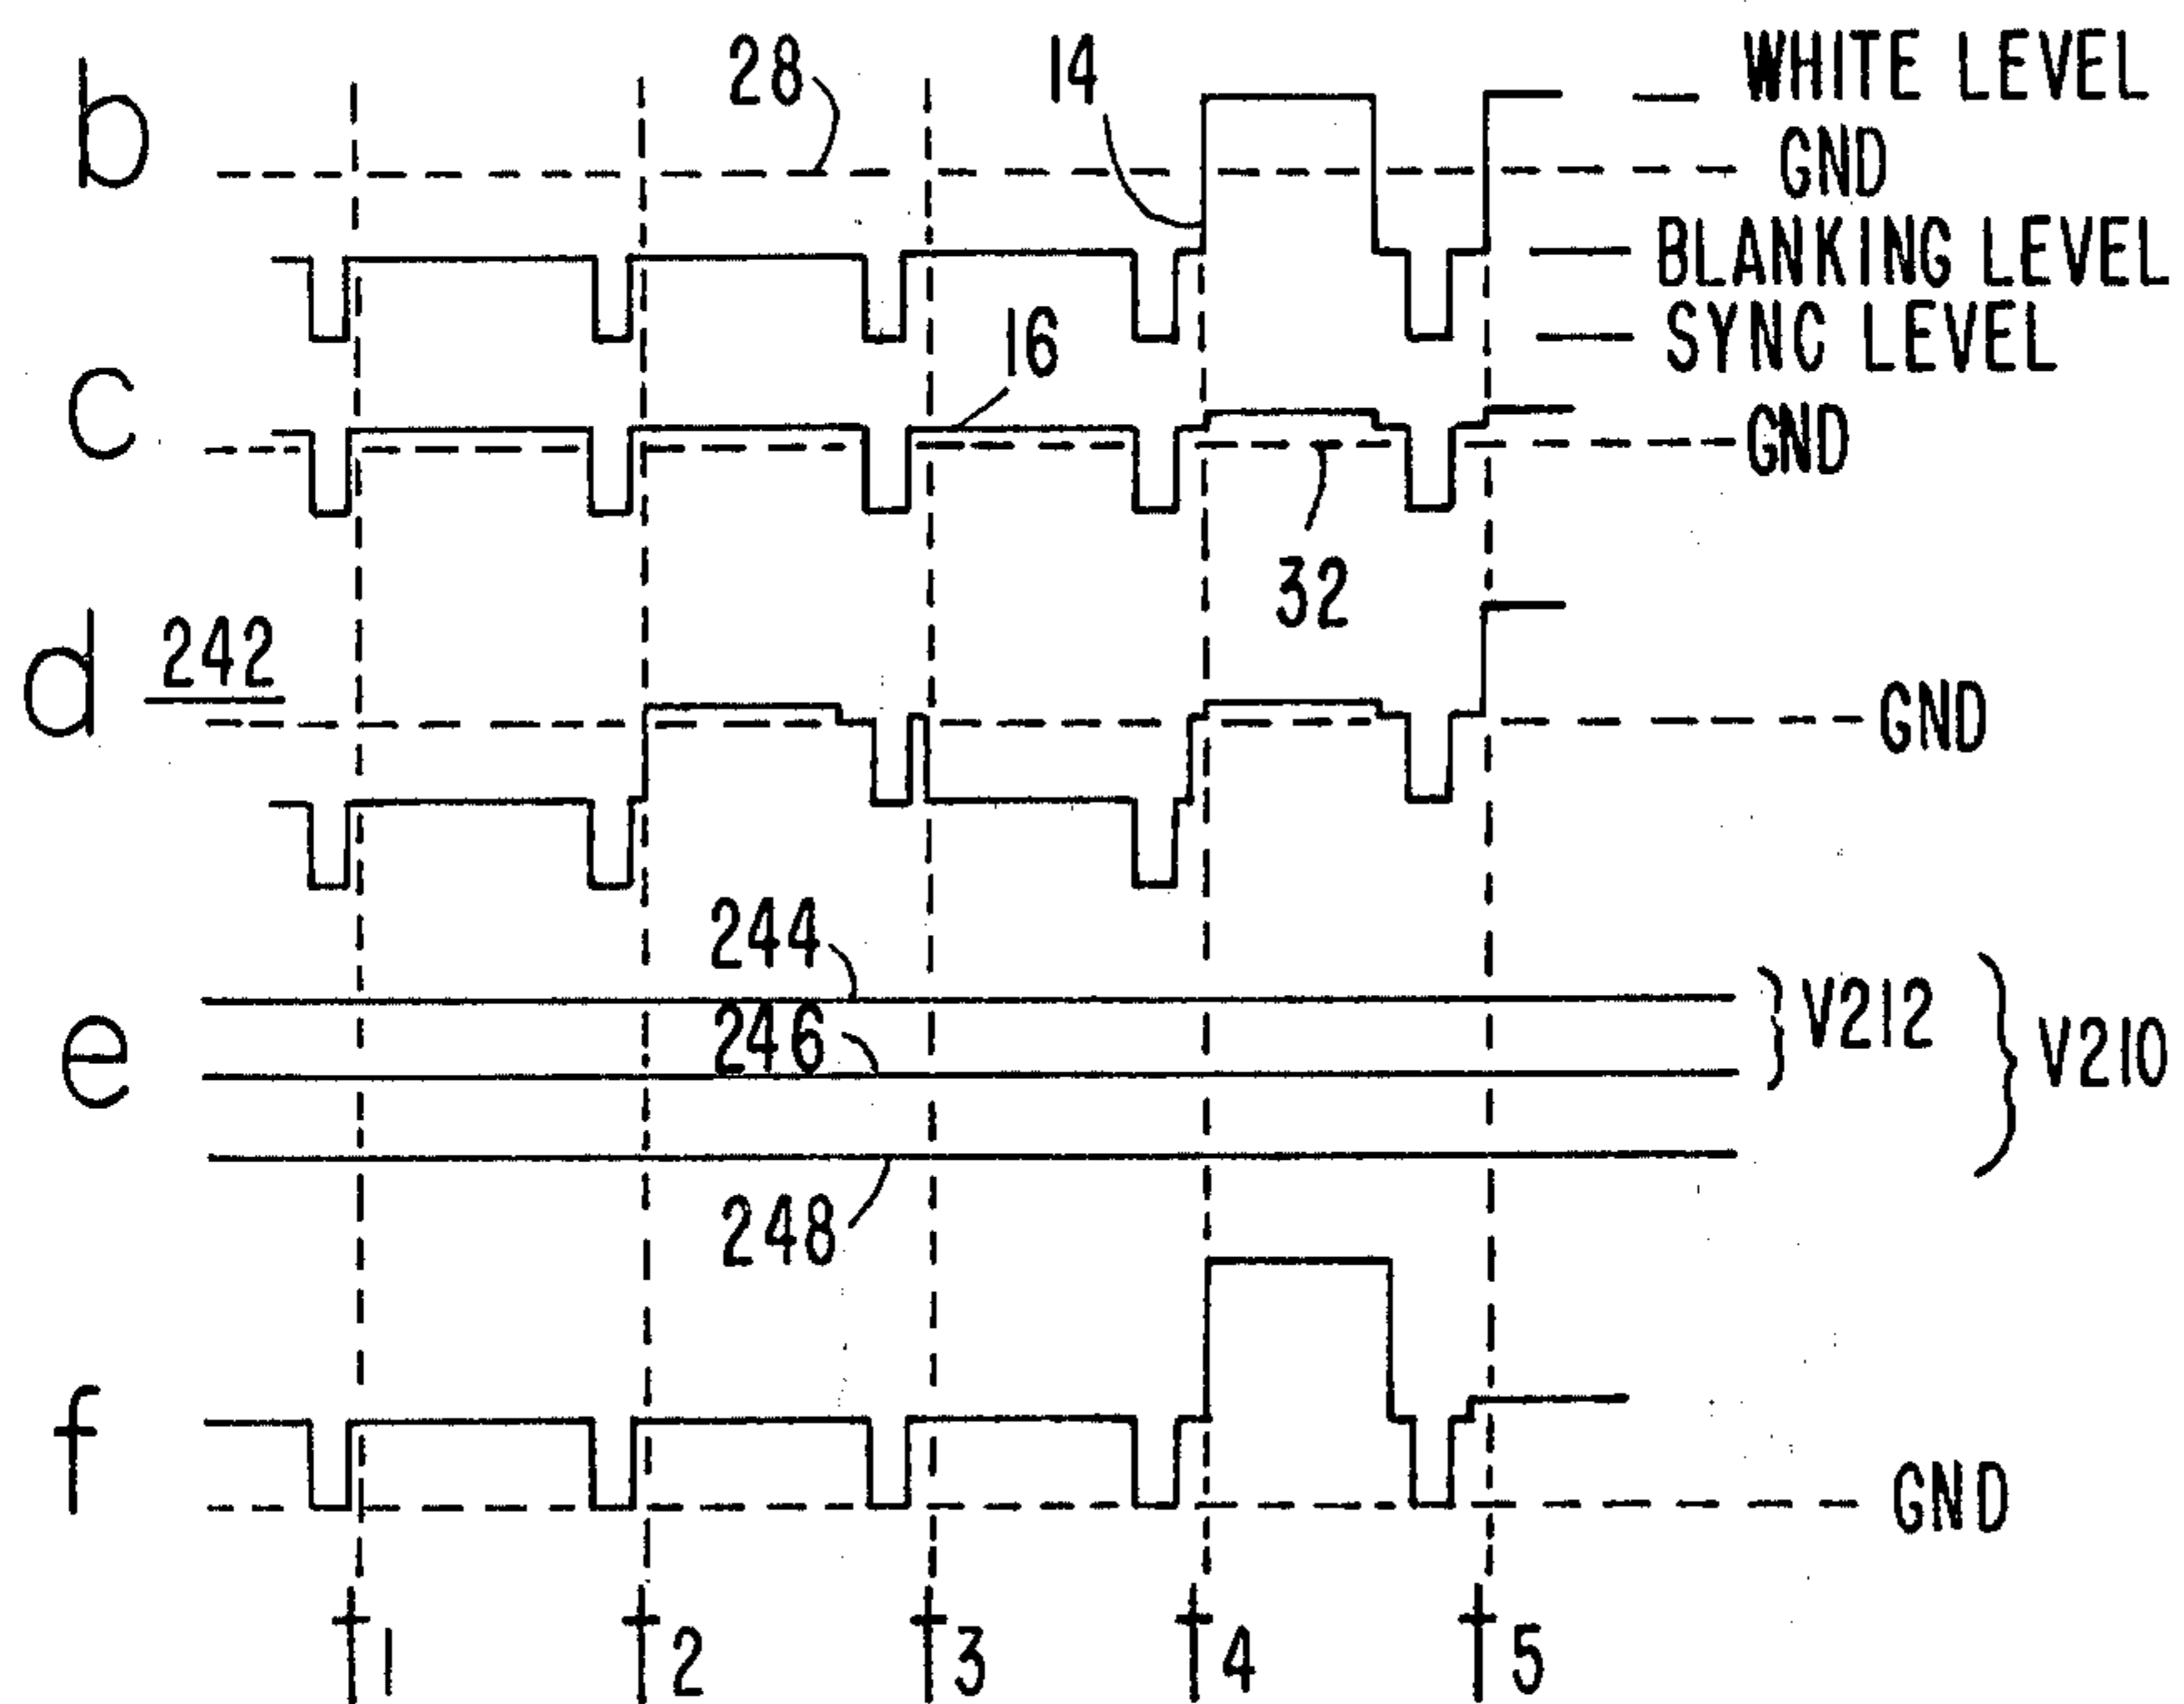 b
28
14
WHITE LEVEL
GND
BLANKING LEVEL
SYNC LEVEL
c
16
GND
32
d
242
GND
244
e
246
V212
V210
248
f
GND
t1
t2
t3
t4
t5